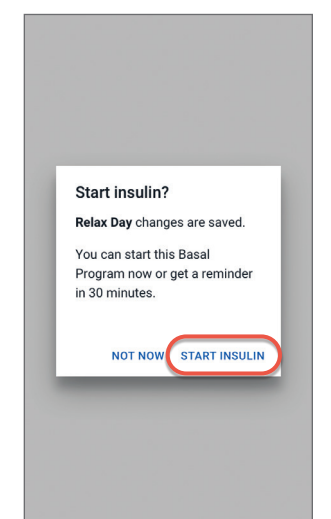 Start insulin?
Relax Day changes are saved.
You can start this Basal
Program now or get a reminder
in 30 minutes.
NOT NOW START INSULIN